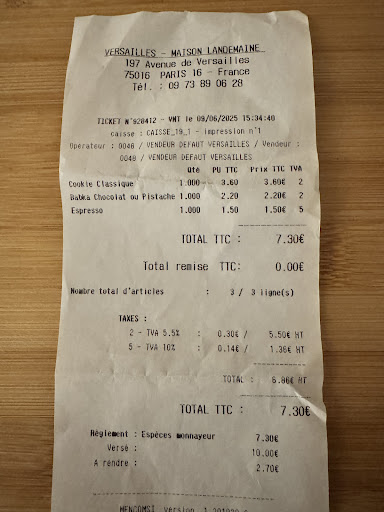 VERSAILLES - MAISON LANDEMAINE
197 Avenue de Versailles
75016 PARIS 16 - France
Tél. : 09 73 89 06 28
TICKET N°928412 - VNT le 09/06/2025 15:34:40
caisse : CAISSE_19_1 - impression n°1
Operateur : 0046 / VENDEUR DEFAUT VERSAILLES / Vendeur :
0048 / VENDEUR DEFAUT VERSAILLES
Qté PU TTC Prix TTC TVA
Cookie Classique 1.000 3.60 3.60€ 2
Babka Chocolat ou Pistache 1.000 2.20 2.20€ 2
Espresso 1.000 1.50 1.50€ 5
TOTAL TTC : 7.30€
Total remise TTC: 0.00€
Nombre total d'articles : 3 / 3 ligne(s)
TAXES :
2 - TVA 5.5% : 0.30€ / 5.50€ HT
5 - TVA 10% : 0.14€ / 1.36€ HT
TOTAL : 6.86€ HT
TOTAL TTC : 7.30€
Règlement : Espèces monnayeur 7.30€
Versé : 10.00€
A rendre : 2.70€